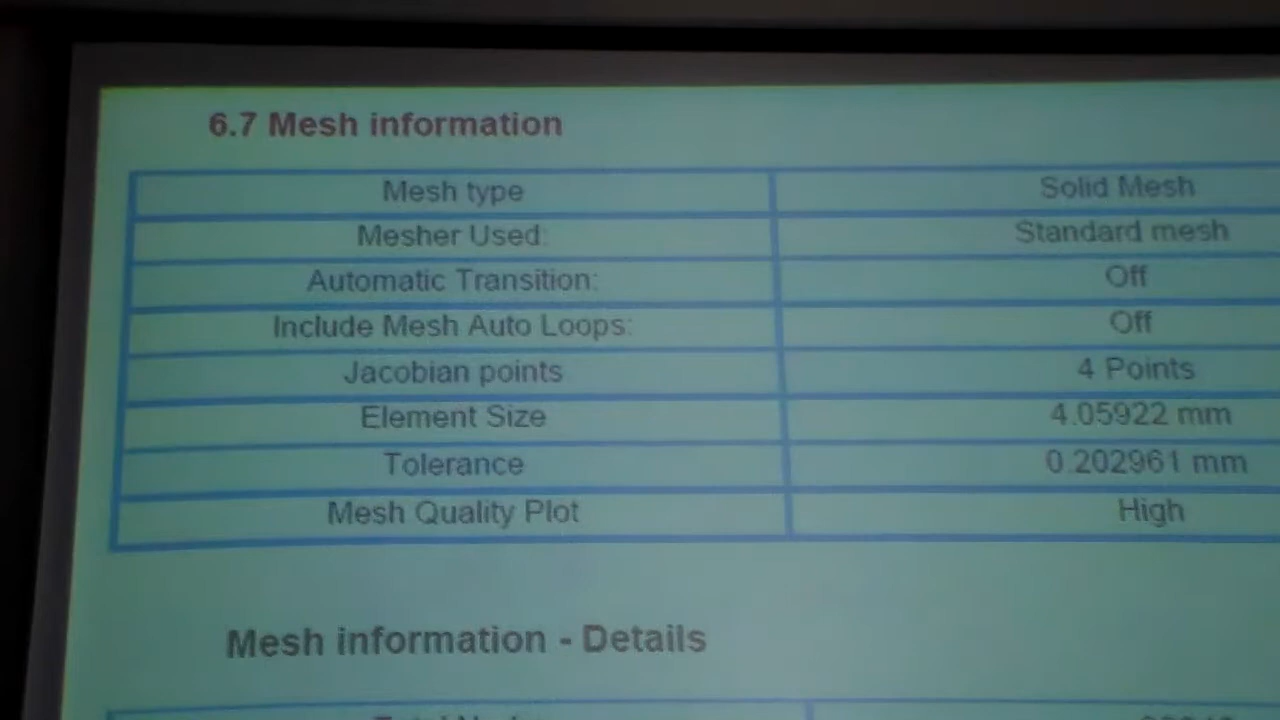 6.7 Mesh information
Mesh type Solid Mesh
Mesher Used: Standard mesh
Automatic Transition: Off
Include Mesh Auto Loops: Off
Jacobian points 4 Points
Element Size 4.05922 mm
Tolerance 0.202961 mm
Mesh Quality Plot High
Mesh information - Details